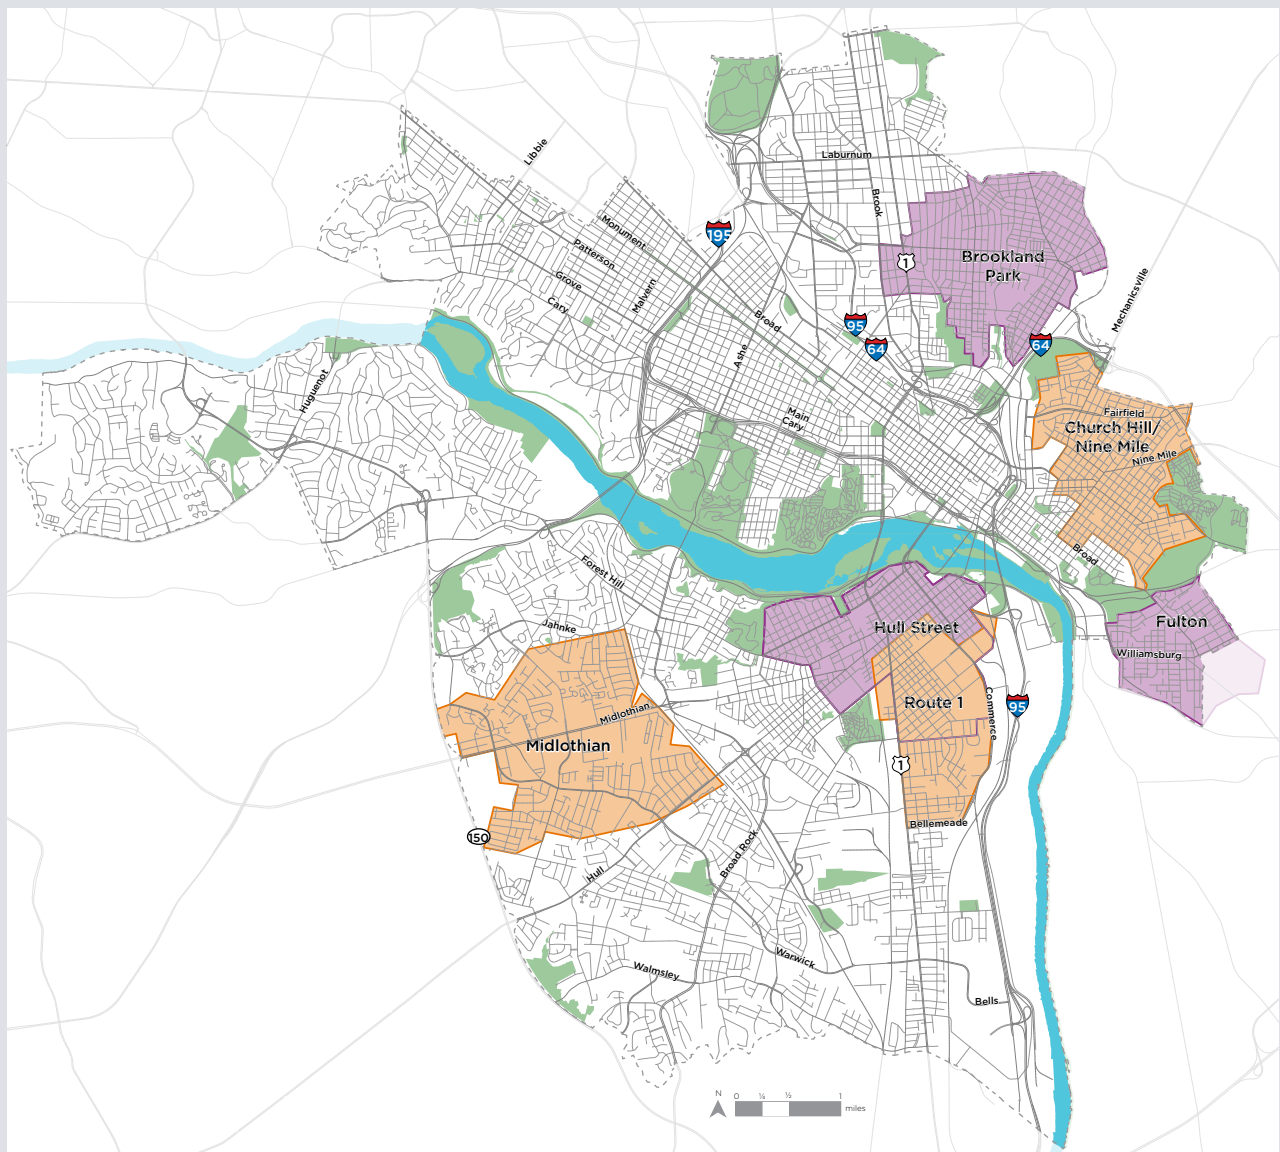 Libbie
Laburnum
Brook
Monument
Patterson
Grove
Cary
Malvern
195
1
Brookland
Park
Mechanicsville
Broad
95
64
64
Ashe
Huguenot
Main
Cary
Fairfield
Church Hill/
Nine Mile
Nine Mile
Broad
Forest Hill
Jahnke
Hull Street
Fulton
Williamsburg
Route 1
Commerce
95
Midlothian
Midlothian
1
150
Bellemeade
Broad Rock
Hull
Walmsley
Warwick
Bells
N
0 ¼ ½ 1
miles